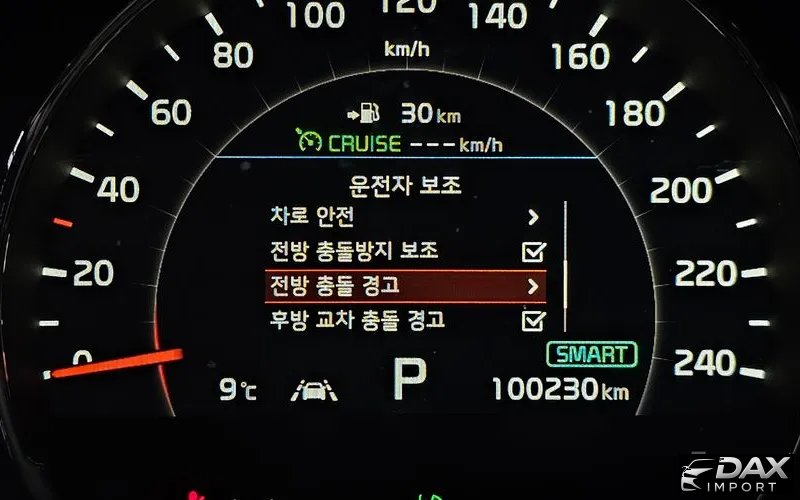 100
120
140
80
km/h
160
60
30 km
180
CRUISE ---km/h
운전자 보조
40
차로 안전
200
전방 충돌방지 보조
20
전방 충돌 경고
220
후방 교차 충돌 경고
0
SMART
240
9℃
P
100230km
DAX
IMPORT